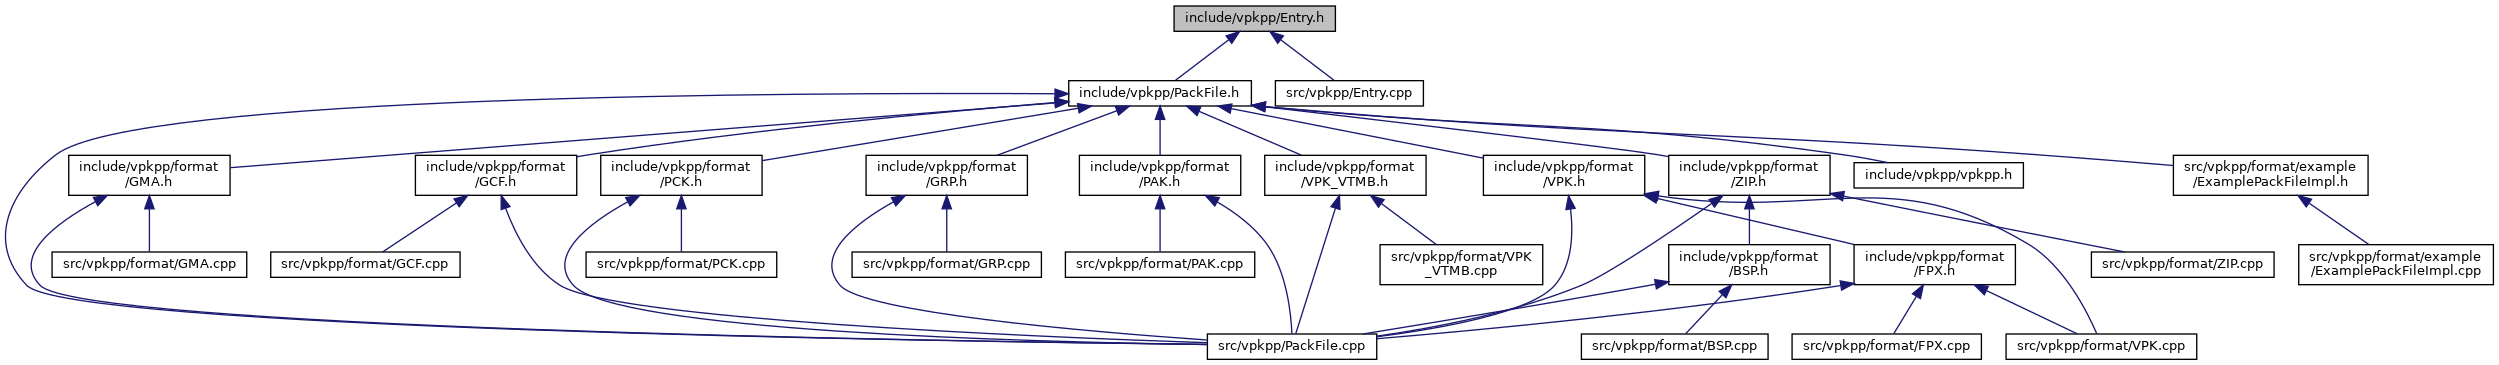 include/vpkpp/Entry.h
include/vpkpp/PackFile.h
src/vpkpp/Entry.cpp
include/vpkpp/format
/GMA.h
include/vpkpp/format
/GCF.h
include/vpkpp/format
/PCK.h
include/vpkpp/format
/GRP.h
include/vpkpp/format
/PAK.h
include/vpkpp/format
/VPK_VTMB.h
include/vpkpp/format
/VPK.h
include/vpkpp/format
/ZIP.h
include/vpkpp/vpkpp.h
src/vpkpp/format/example
/ExamplePackFileImpl.h
src/vpkpp/format/GMA.cpp
src/vpkpp/format/GCF.cpp
src/vpkpp/format/PCK.cpp
src/vpkpp/format/GRP.cpp
src/vpkpp/format/PAK.cpp
src/vpkpp/format/VPK
_VTMB.cpp
include/vpkpp/format
/BSP.h
include/vpkpp/format
/FPX.h
src/vpkpp/format/ZIP.cpp
src/vpkpp/format/example
/ExamplePackFileImpl.cpp
src/vpkpp/PackFile.cpp
src/vpkpp/format/BSP.cpp
src/vpkpp/format/FPX.cpp
src/vpkpp/format/VPK.cpp